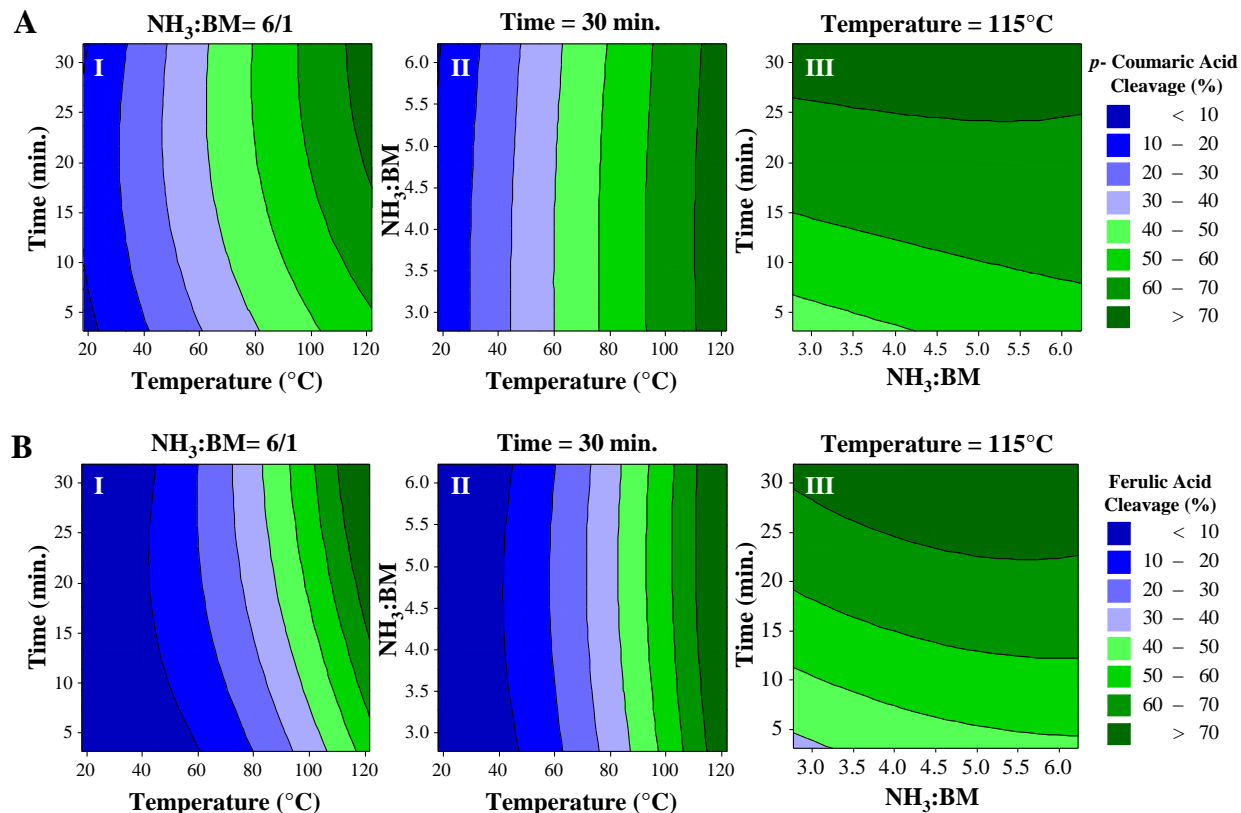 A
NH₃:BM= 6/1
Time = 30 min.
Temperature = 115°C
I
II
III
Time (min.)
30
25
20
15
10
5
20 40 60 80 100 120
Temperature (°C)
NH₃:BM
6.0
5.5
5.0
4.5
4.0
3.5
3.0
20 40 60 80 100 120
Temperature (°C)
Time (min.)
30
25
20
15
10
5
3.0 3.5 4.0 4.5 5.0 5.5 6.0
NH₃:BM
p- Coumaric Acid
Cleavage (%)
< 10
10 – 20
20 – 30
30 – 40
40 – 50
50 – 60
60 – 70
> 70
B
NH₃:BM= 6/1
Time = 30 min.
Temperature = 115°C
I
II
III
Time (min.)
30
25
20
15
10
5
20 40 60 80 100 120
Temperature (°C)
NH₃:BM
6.0
5.5
5.0
4.5
4.0
3.5
3.0
20 40 60 80 100 120
Temperature (°C)
Time (min.)
30
25
20
15
10
5
3.0 3.5 4.0 4.5 5.0 5.5 6.0
NH₃:BM
Ferulic Acid
Cleavage (%)
< 10
10 – 20
20 – 30
30 – 40
40 – 50
50 – 60
60 – 70
> 70